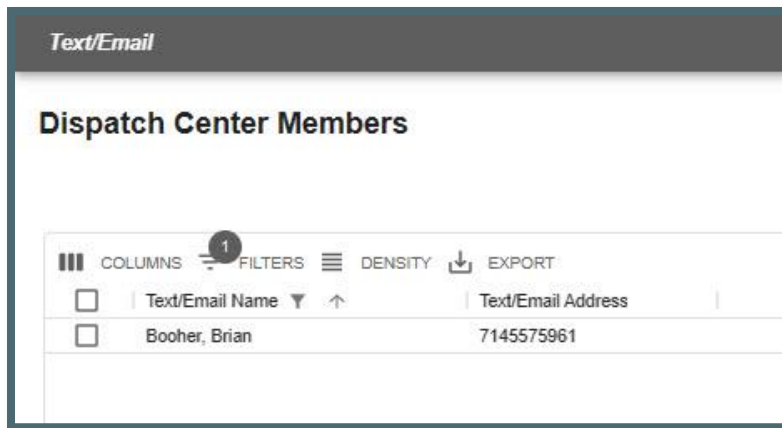 Text/Email
Dispatch Center Members
COLUMNS 1 FILTERS DENSITY EXPORT
Text/Email Name Text/Email Address
Booher, Brian 7145575961